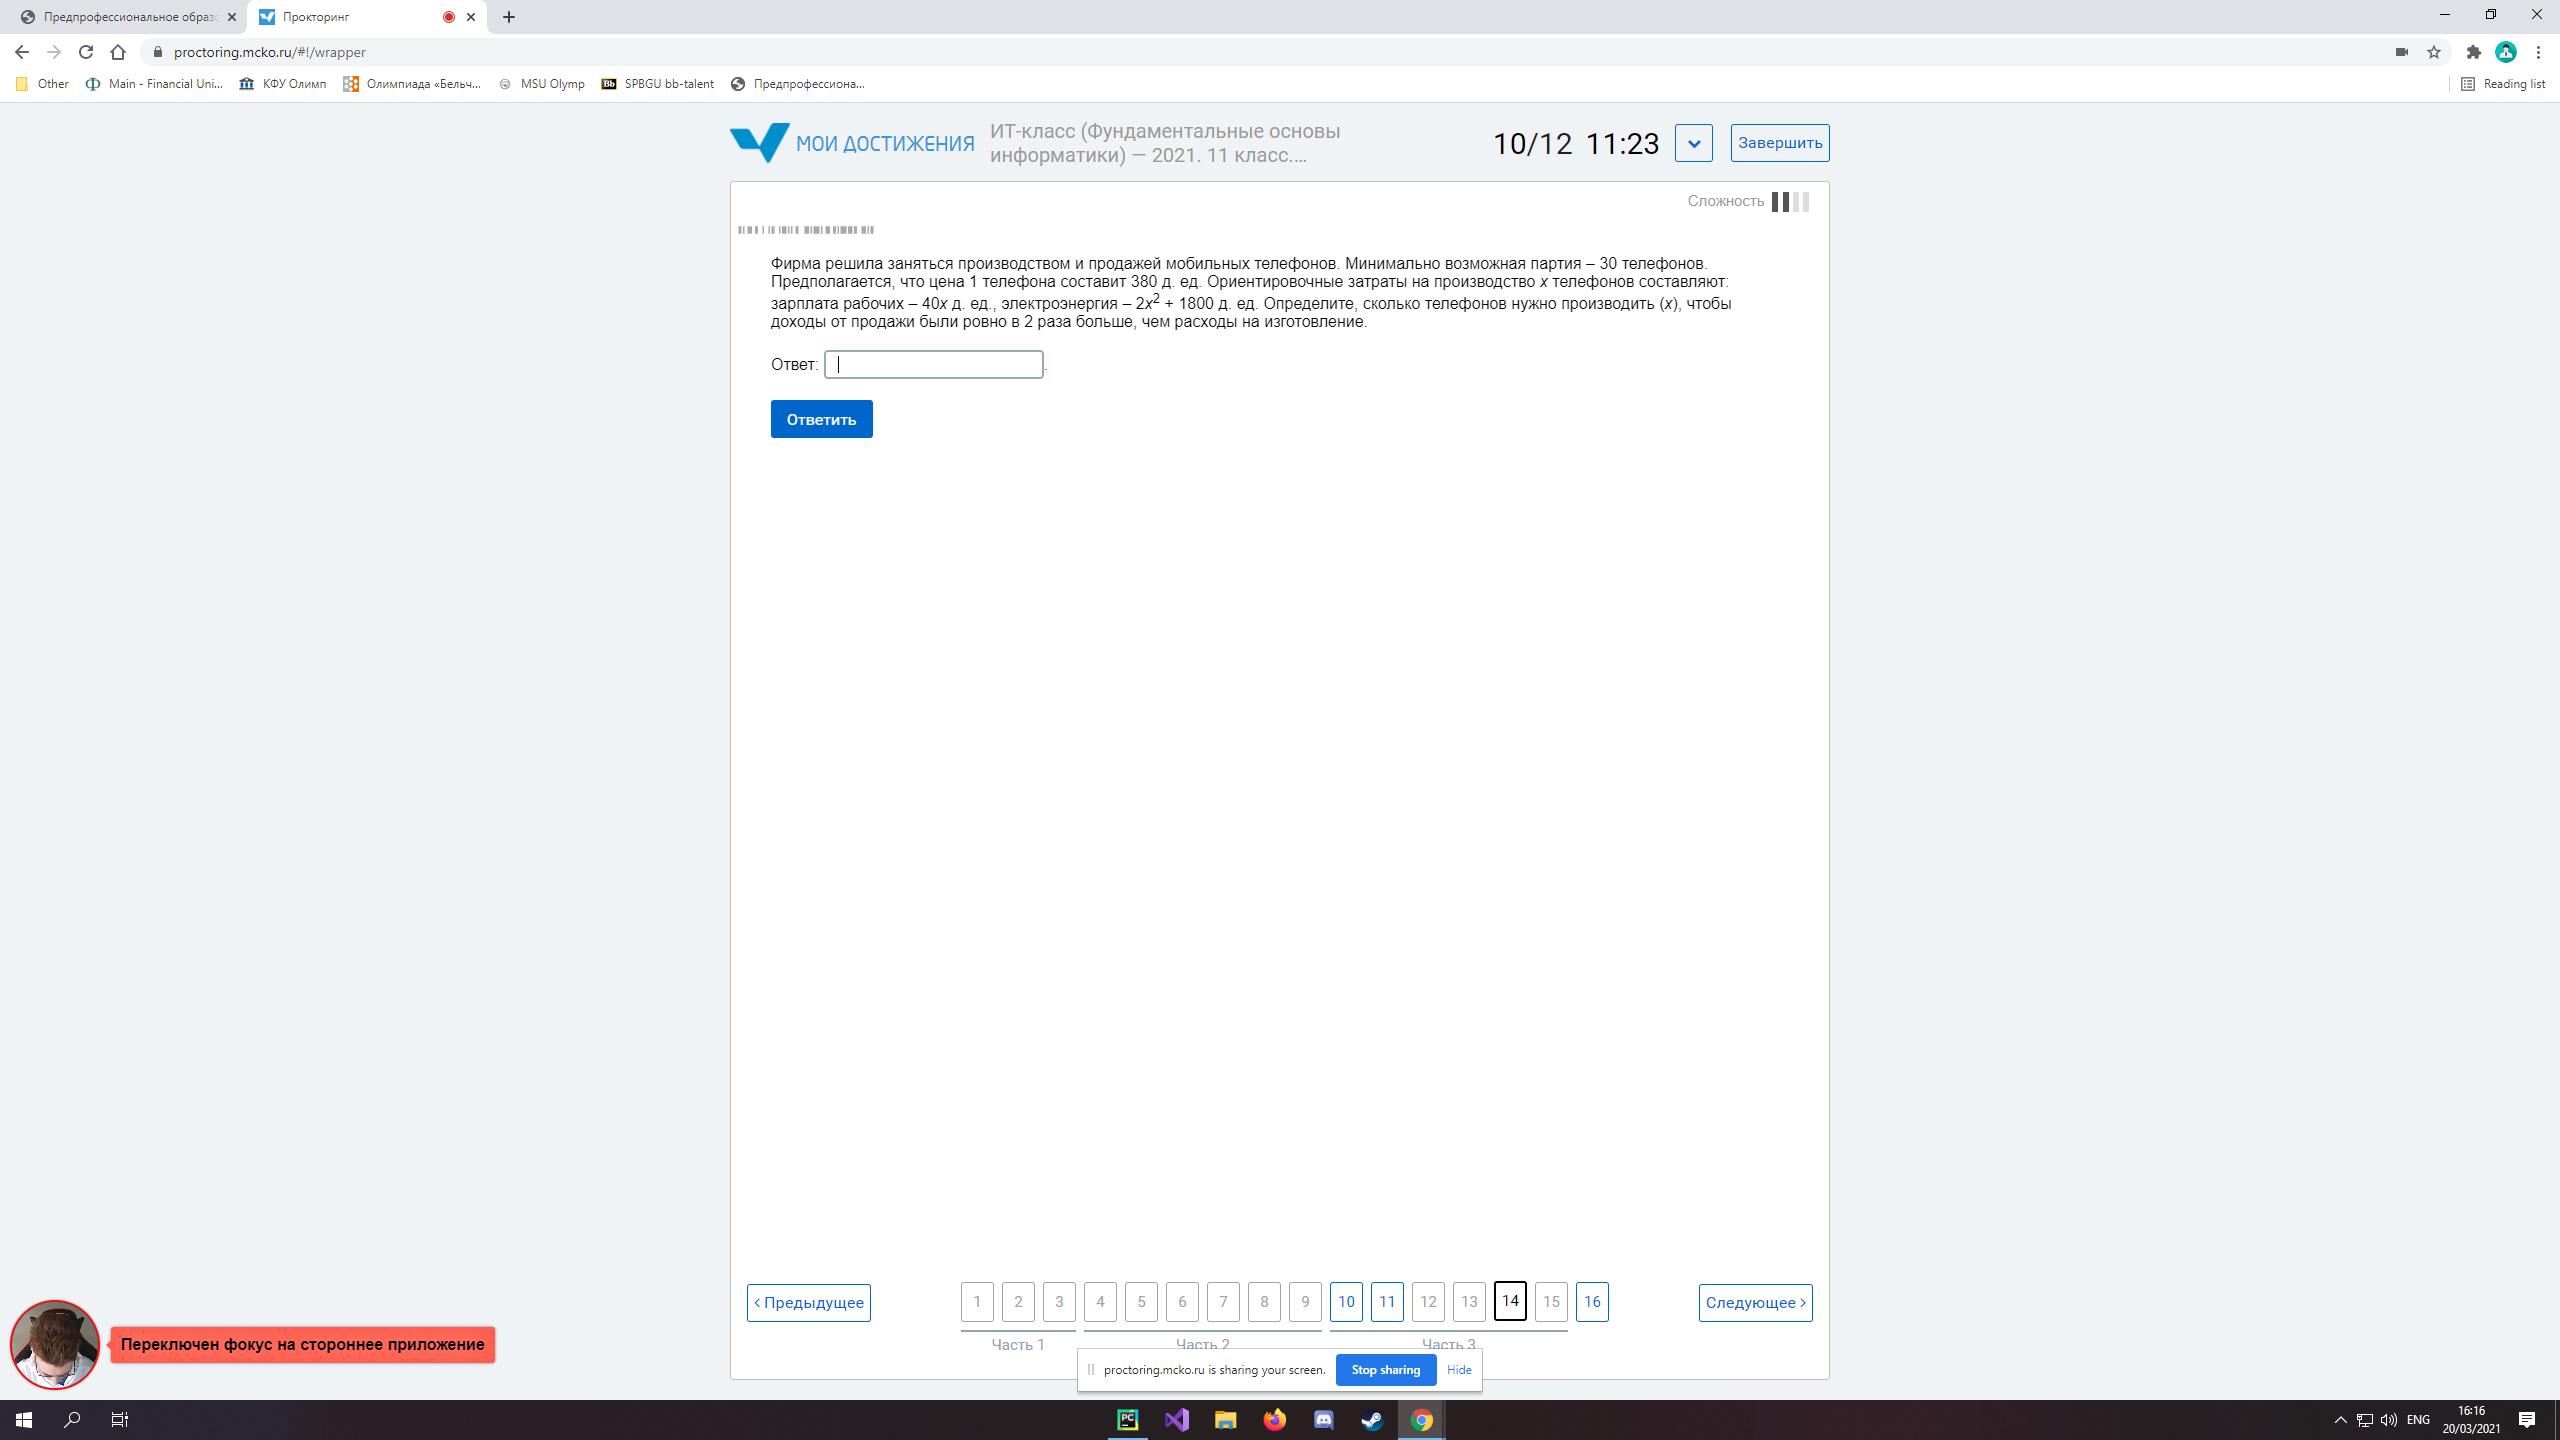 Предпрофессиональное образо
Прокторинг
proctoring.mcko.ru/#!/wrapper
Other
Main - Financial Uni...
КФУ Олимп
Олимпиада «Бельч...
MSU Olymp
Bb SPBGU bb-talent
Предпрофессиона...
Reading list
МОИ ДОСТИЖЕНИЯ
ИТ-класс (Фундаментальные основы
информатики) — 2021. 11 класс....
10/12 11:23
Завершить
Сложность
Фирма решила заняться производством и продажей мобильных телефонов. Минимально возможная партия – 30 телефонов.
Предполагается, что цена 1 телефона составит 380 д. ед. Ориентировочные затраты на производство x телефонов составляют:
зарплата рабочих – 40x д. ед., электроэнергия – 2x² + 1800 д. ед. Определите, сколько телефонов нужно производить (x), чтобы
доходы от продажи были ровно в 2 раза больше, чем расходы на изготовление.
Ответ: .
Ответить
Предыдущее
1 2 3 4 5 6 7 8 9 10 11 12 13 14 15 16
Следующее
Часть 1 Часть 2 Часть 3
Переключен фокус на стороннее приложение
proctoring.mcko.ru is sharing your screen. Stop sharing Hide
PC
ENG
16:16
20/03/2021